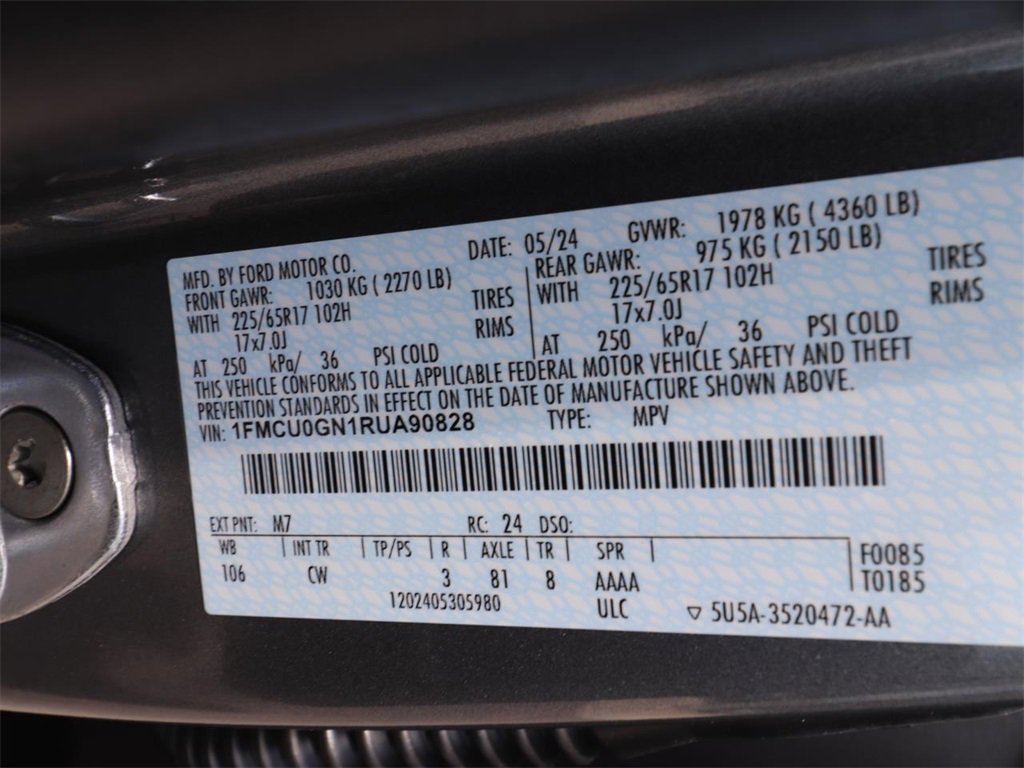 MFD. BY FORD MOTOR CO. DATE: 05/24 GVWR: 1978 KG ( 4360 LB)
FRONT GAWR: 1030 KG ( 2270 LB) REAR GAWR: 975 KG ( 2150 LB)
WITH 225/65R17 102H TIRES WITH 225/65R17 102H TIRES
17x7.0J RIMS 17x7.0J RIMS
AT 250 kPa/ 36 PSI COLD AT 250 kPa/ 36 PSI COLD
THIS VEHICLE CONFORMS TO ALL APPLICABLE FEDERAL MOTOR VEHICLE SAFETY AND THEFT
PREVENTION STANDARDS IN EFFECT ON THE DATE OF MANUFACTURE SHOWN ABOVE.
VIN: 1FMCU0GN1RUA90828 TYPE: MPV
EXT PNT: M7 RC: 24 DSO:
WB INT TR TP/PS R AXLE TR SPR F0085
106 CW 3 81 8 AAAA T0185
1202405305980 ULC ▽ 5U5A-3520472-AA